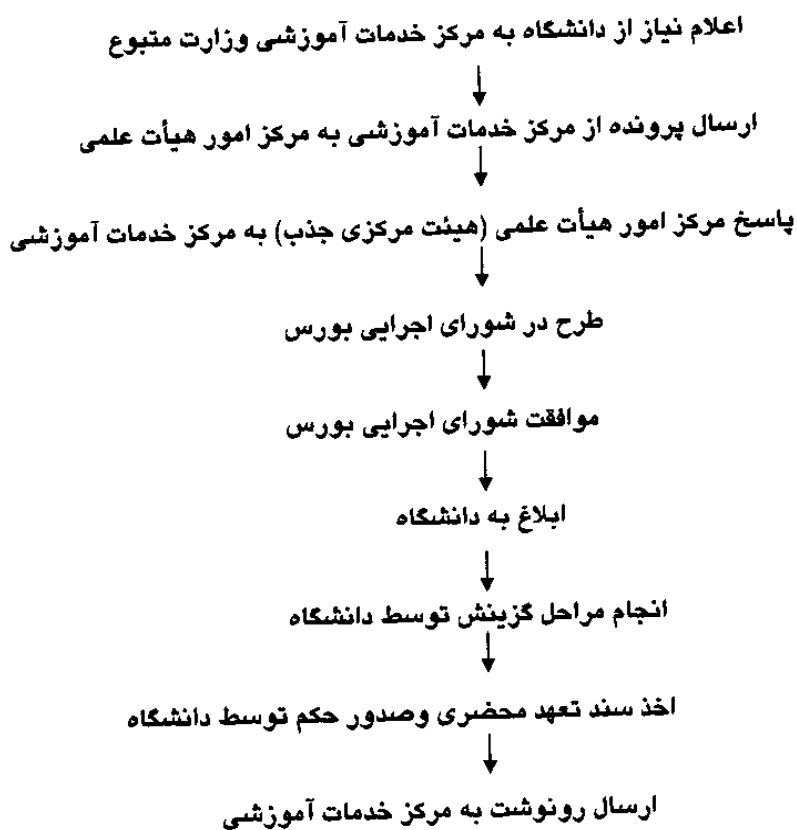 اعلام نیاز از دانشگاه به مرکز خدمات آموزشی وزارت متبوع
ارسال پرونده از مرکز خدمات آموزشی به مرکز امور هیأت علمی
پاسخ مرکز امور هیأت علمی (هیئت مرکزی جذب) به مرکز خدمات آموزشی
طرح در شورای اجرایی بورس
موافقت شورای اجرایی بورس
ابلاغ به دانشگاه
انجام مراحل گزینش توسط دانشگاه
اخذ سند تعهد محضری وصدور حکم توسط دانشگاه
ارسال رونوشت به مرکز خدمات آموزشی